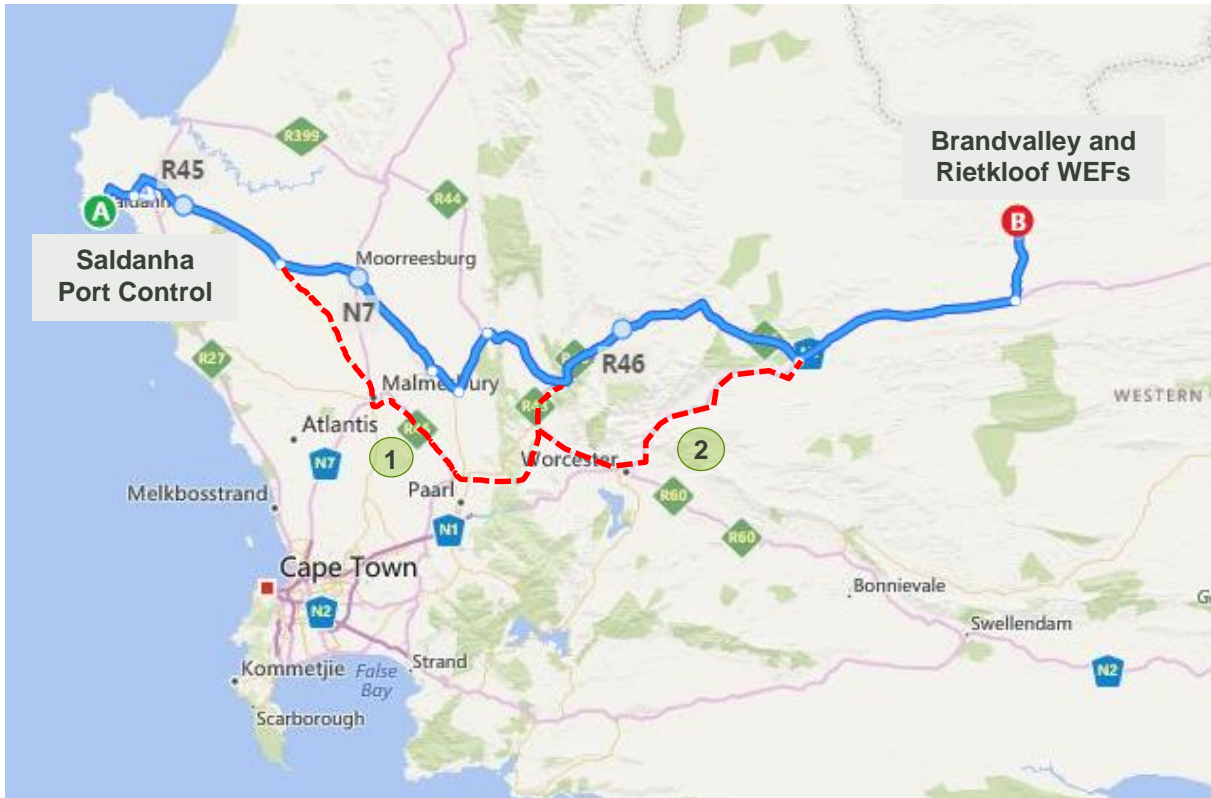 R399
R45
R44
A
Brandvalley and
Rietkloof WEFs
B
Saldanha
Port Control
Moorreesburg
N7
R27
R46
Malmesbury
WESTERN
Atlantis
1
N7
Worcester
2
Melkbosstrand
Paarl
R60
N1
R60
Cape Town
Bonnievale
N2
Swellendam
Kommetjie
False
Bay
Strand
N2
Scarborough